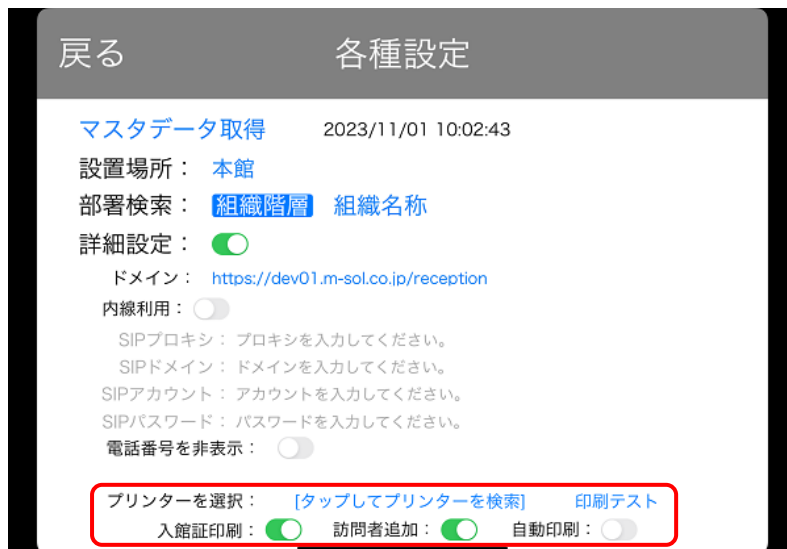 戻る 各種設定
マスタデータ取得 2023/11/01 10:02:43
設置場所： 本館
部署検索： 組織階層 組織名称
詳細設定：
ドメイン： https://dev01.m-sol.co.jp/reception
内線利用：
SIPプロキシ： プロキシを入力してください。
SIPドメイン： ドメインを入力してください。
SIPアカウント： アカウントを入力してください。
SIPパスワード： パスワードを入力してください。
電話番号を非表示：
プリンターを選択： [タップしてプリンターを検索] 印刷テスト
入館証印刷： 訪問者追加： 自動印刷：